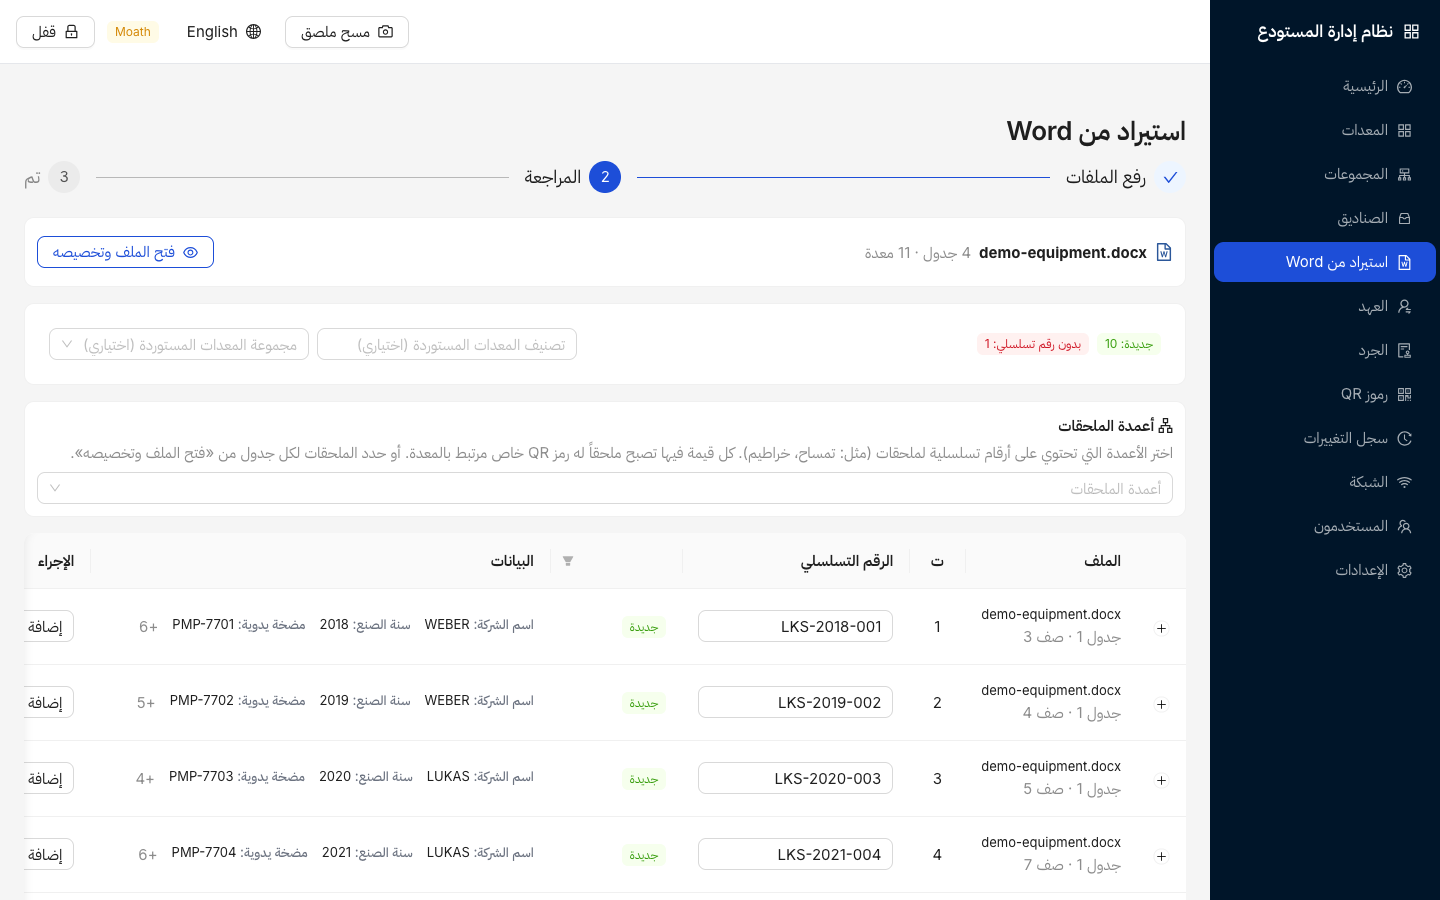 نظام إدارة المستودع
الرئيسية
المعدات
المجموعات
الصناديق
استيراد من Word
العهد
الجرد
رموز QR
سجل التغييرات
الشبكة
المستخدمون
الإعدادات
مسح ملصق
English
Moath
قفل
استيراد من Word
رفع الملفات
2 المراجعة
3 تم
demo-equipment.docx 4 جدول · 11 معدة
فتح الملف وتخصيصه
جديدة: 10 بدون رقم تسلسلي: 1
تصنيف المعدات المستوردة (اختياري)
مجموعة المعدات المستوردة (اختياري)
أعمدة الملحقات
اختر الأعمدة التي تحتوي على أرقام تسلسلية لملحقات (مثل: تمساح، خراطيم). كل قيمة فيها تصبح ملحقاً له رمز QR خاص مرتبط بالمعدة. أو حدد الملحقات لكل جدول من «فتح الملف وتخصيصه».
أعمدة الملحقات
الملف ت الرقم التسلسلي البيانات الإجراء
demo-equipment.docx
جدول 1 · صف 3
1 LKS-2018-001 جديدة اسم الشركة: WEBER سنة الصنع: 2018 مضخة يدوية: PMP-7701 +6 إضافة
demo-equipment.docx
جدول 1 · صف 4
2 LKS-2019-002 جديدة اسم الشركة: WEBER سنة الصنع: 2019 مضخة يدوية: PMP-7702 +5 إضافة
demo-equipment.docx
جدول 1 · صف 5
3 LKS-2020-003 جديدة اسم الشركة: LUKAS سنة الصنع: 2020 مضخة يدوية: PMP-7703 +4 إضافة
demo-equipment.docx
جدول 1 · صف 7
4 LKS-2021-004 جديدة اسم الشركة: LUKAS سنة الصنع: 2021 مضخة يدوية: PMP-7704 +6 إضافة